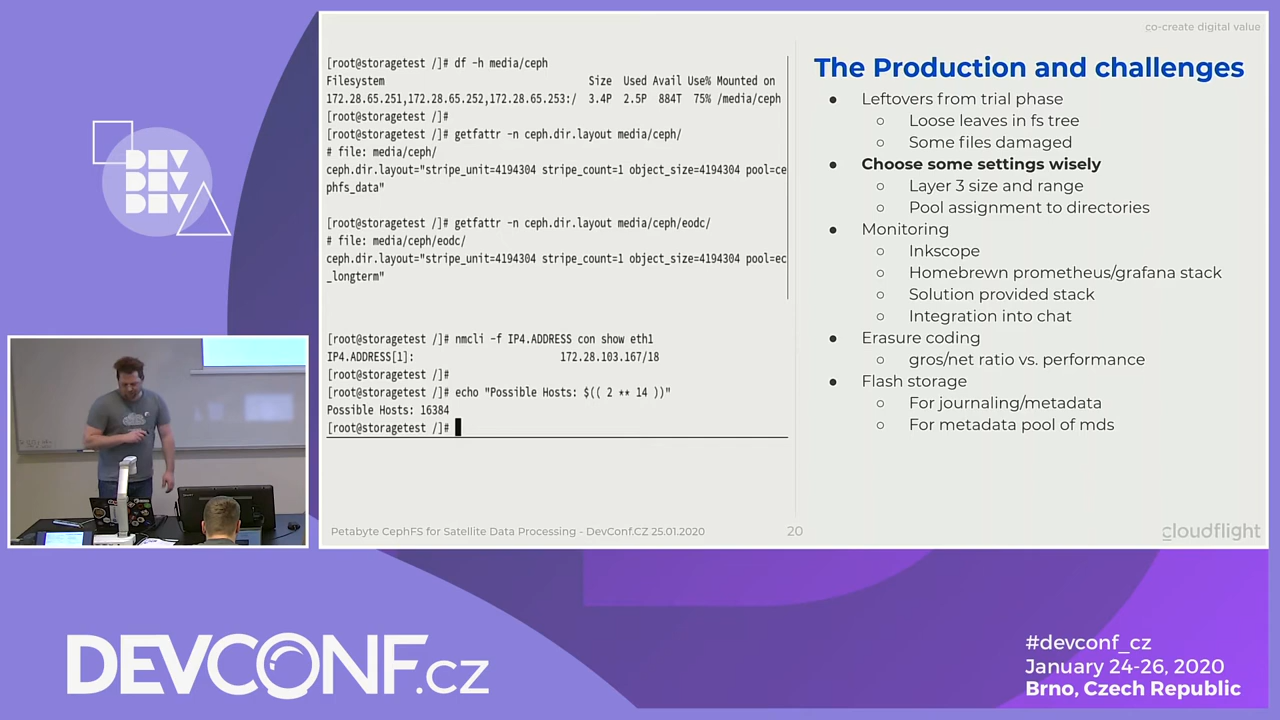 co-create digital value
[root@storagetest /]# df -h media/ceph
Filesystem Size Used Avail Use% Mounted on
172.28.65.251,172.28.65.252,172.28.65.253:/ 3.4P 2.5P 884T 75% /media/ceph
[root@storagetest /]#
[root@storagetest /]# getfattr -n ceph.dir.layout media/ceph/
# file: media/ceph/
ceph.dir.layout="stripe_unit=4194304 stripe_count=1 object_size=4194304 pool=ce
phfs_data"
[root@storagetest /]# getfattr -n ceph.dir.layout media/ceph/eodc/
# file: media/ceph/eodc/
ceph.dir.layout="stripe_unit=4194304 stripe_count=1 object_size=4194304 pool=ec
_longterm"
[root@storagetest /]# nmcli -f IP4.ADDRESS con show eth1
IP4.ADDRESS[1]: 172.28.103.167/18
[root@storagetest /]#
[root@storagetest /]# echo "Possible Hosts: $(( 2 ** 14 ))"
Possible Hosts: 16384
[root@storagetest /]#
The Production and challenges
● Leftovers from trial phase
○ Loose leaves in fs tree
○ Some files damaged
● Choose some settings wisely
○ Layer 3 size and range
○ Pool assignment to directories
● Monitoring
○ Inkscope
○ Homebrewn prometheus/grafana stack
○ Solution provided stack
○ Integration into chat
● Erasure coding
○ gros/net ratio vs. performance
● Flash storage
○ For journaling/metadata
○ For metadata pool of mds
Petabyte CephFS for Satellite Data Processing - DevConf.CZ 25.01.2020
20
cloudflight
DEV
DEV
DEV
DEVCONF.cz
#devconf_cz
January 24-26, 2020
Brno, Czech Republic